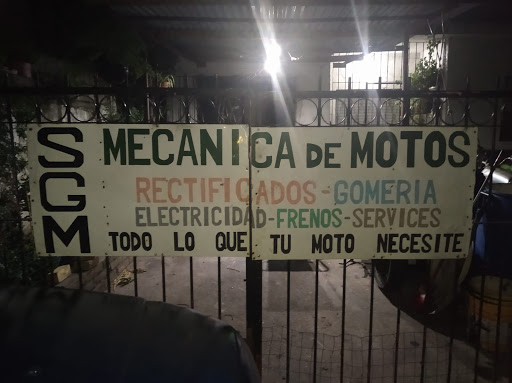 SGM
MECANICA DE MOTOS
RECTIFICADOS-GOMERIA
ELECTRICIDAD-FRENOS-SERVICES
TODO LO QUE TU MOTO NECESITE